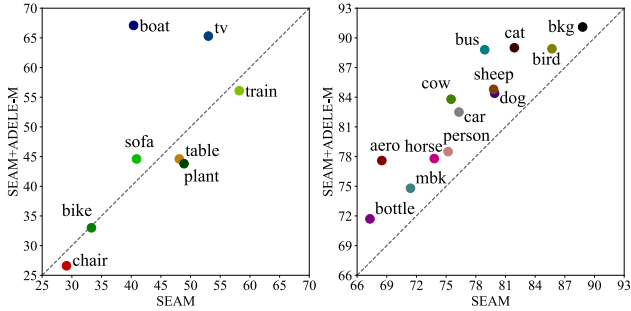 70
65
60
55
50
45
40
35
30
25
SEAM+ADELE-M
boat
tv
train
sofa
table
plant
bike
chair
25 30 35 40 45 50 55 60 65 70
SEAM
93
90
87
84
81
78
75
72
69
66
SEAM+ADELE-M
bkg
cat
bus
bird
sheep
cow
dog
car
person
aero horse
mbk
bottle
66 69 72 75 78 81 84 87 90 93
SEAM